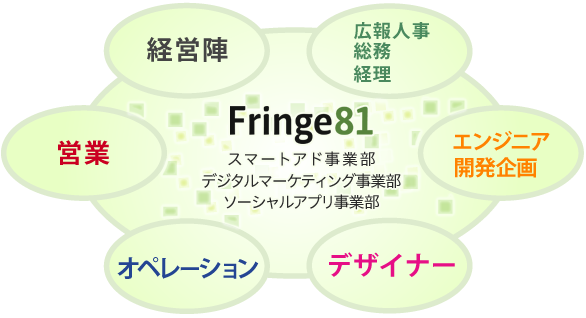 経営陣
広報人事
総務
経理
Fringe81
スマートアド事業部
デジタルマーケティング事業部
ソーシャルアプリ事業部
営業
エンジニア
開発企画
オペレーション
デザイナー